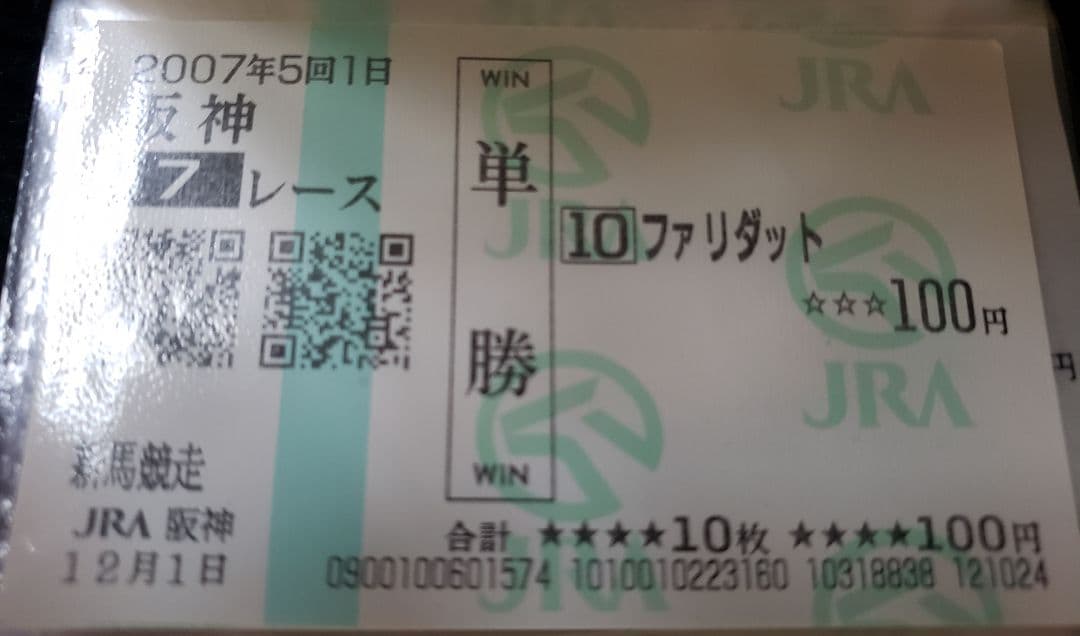 2007年5回1日
阪神
7レース
新馬競走
JRA 阪神
12月1日
WIN
単勝
WIN
10 ファリダット
☆☆☆100円
合計 ★★★★10枚 ★★★★100円
0900100601574 1010010223160 10318838 121024
JRA
JRA
JRA
JRA
円